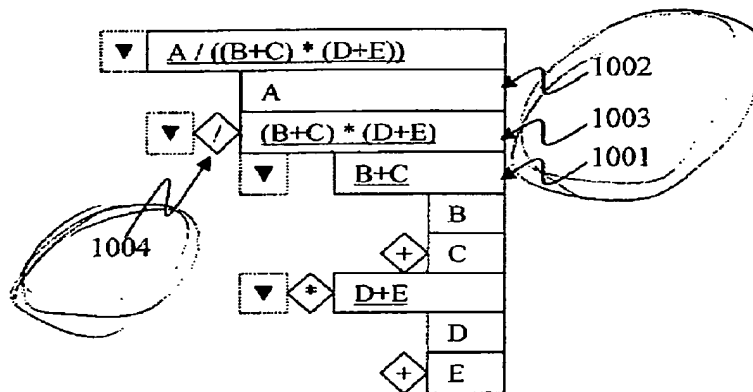 ▼ A / ((B+C) * (D+E))
A 1002
▼ / (B+C) * (D+E) 1003
▼ B+C 1001
B
1004 + C
▼ * D+E
D
+ E